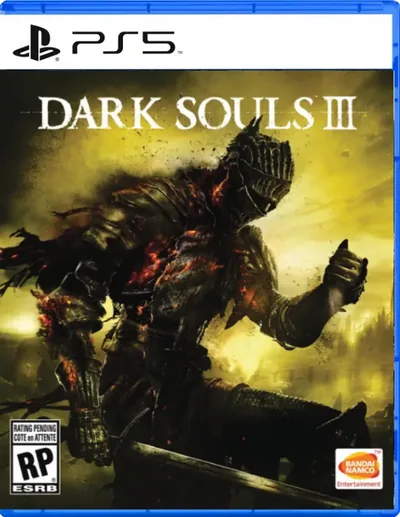 PS5
DARK SOULS III
RATING PENDING
COTE en ATTENTE
RP
ESRB
BANDAI
NAMCO
Entertainment